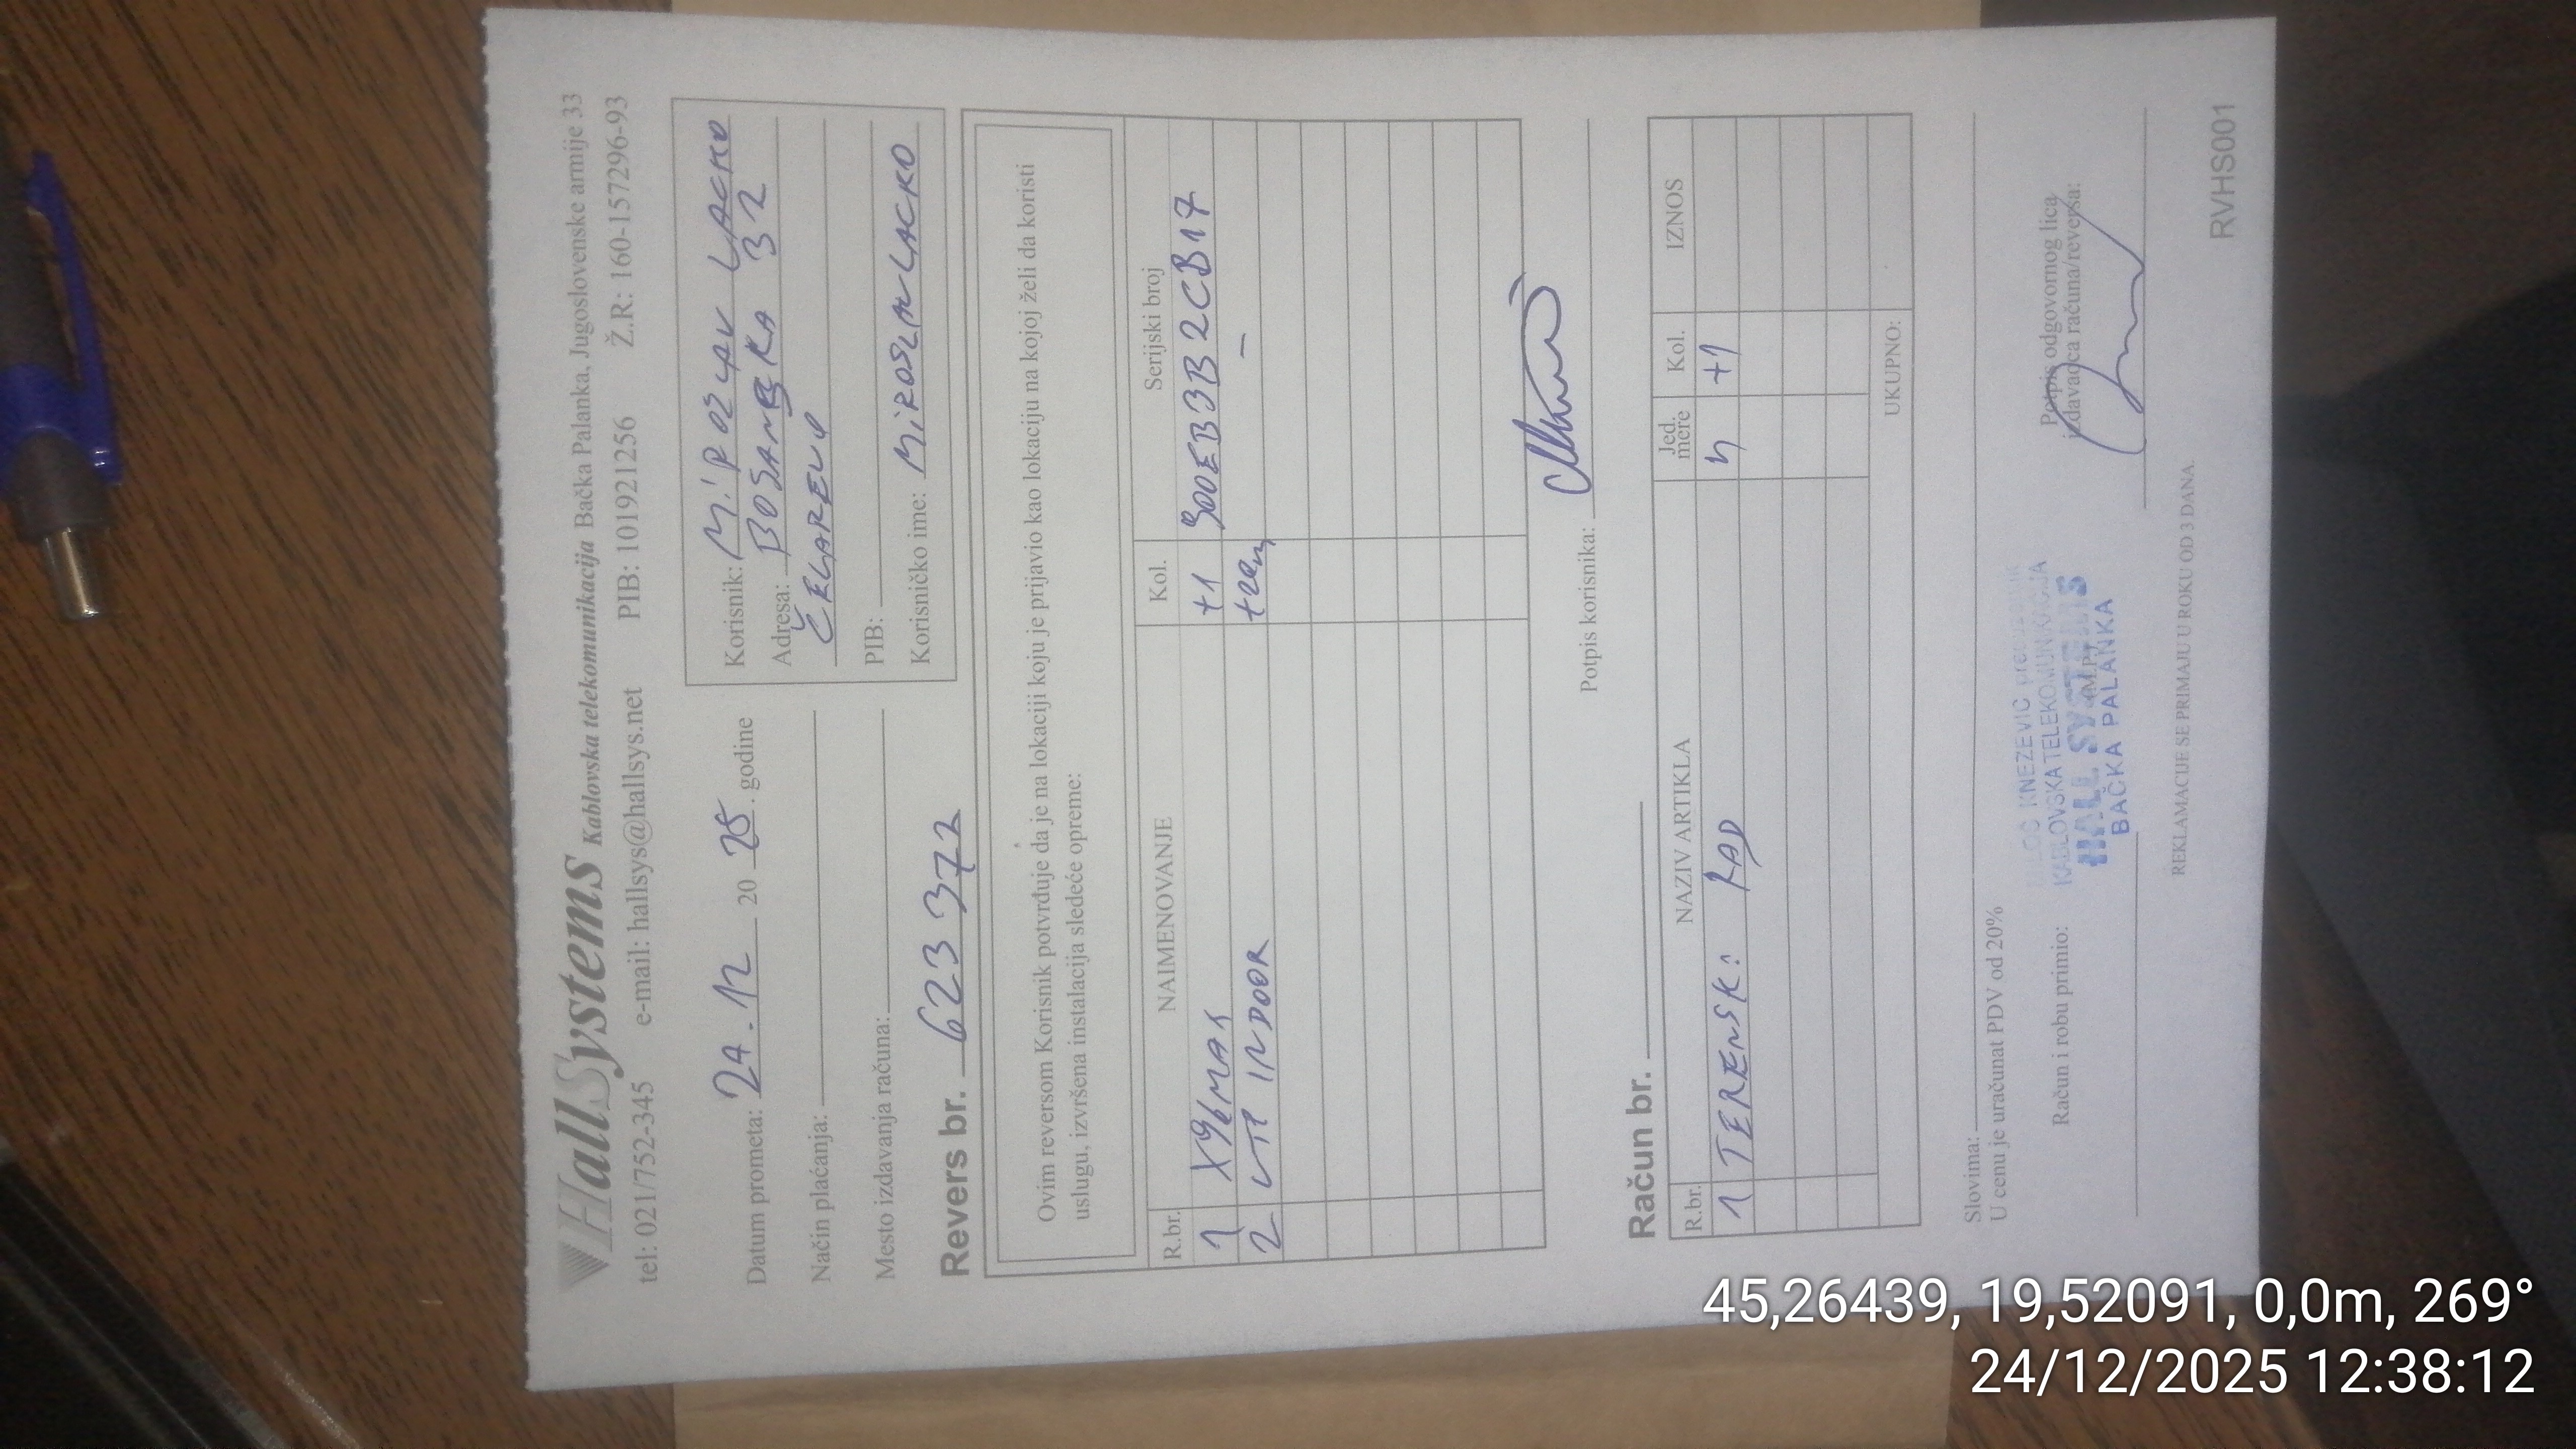 HallSystems Kablovska telekomunikacija Bačka Palanka, Jugoslovenske armije 33
tel: 021/752-345 e-mail: hallsys@hallsys.net PIB: 101921256 Ž.R: 160-157296-93
Datum prometa: 24.12 20 25. godine
Način plaćanja:
Mesto izdavanja računa:
Korisnik: MiROSLAV LACKO
Adresa: BOSANSKA 32
ČELAREVO
PIB:
Korisničko ime: MiROSLAVLACKO
Revers br. 623372
Ovim reversom Korisnik potvrđuje da je na lokaciji koju je prijavio kao lokaciju na kojoj želi da koristi
uslugu, izvršena instalacija sledeće opreme:
R.br. NAIMENOVANJE Kol. Serijski broj
1 X96MAX +1 900EB3B2CB17
2 UTP INDOOR –
Potpis korisnika:
Račun br.
R.br. NAZIV ARTIKLA Jed. mere Kol. IZNOS
1 TERENSKi RAD h +1
UKUPNO:
Slovima:
U cenu je uračunat PDV od 20%
Račun i robu primio:
KNEZEVIC
KABLOVSKATELEKOMUNIKACIJA
HALL SYSTEMS
BAČKA PALANKA
(M.P.)
Potpis odgovornog lica
izdavaoca računa/reversa:
REKLAMACIJE SE PRIMAJU U ROKU OD 3 DANA.
RVHS001
45,26439, 19,52091, 0,0m, 269°
24/12/2025 12:38:12